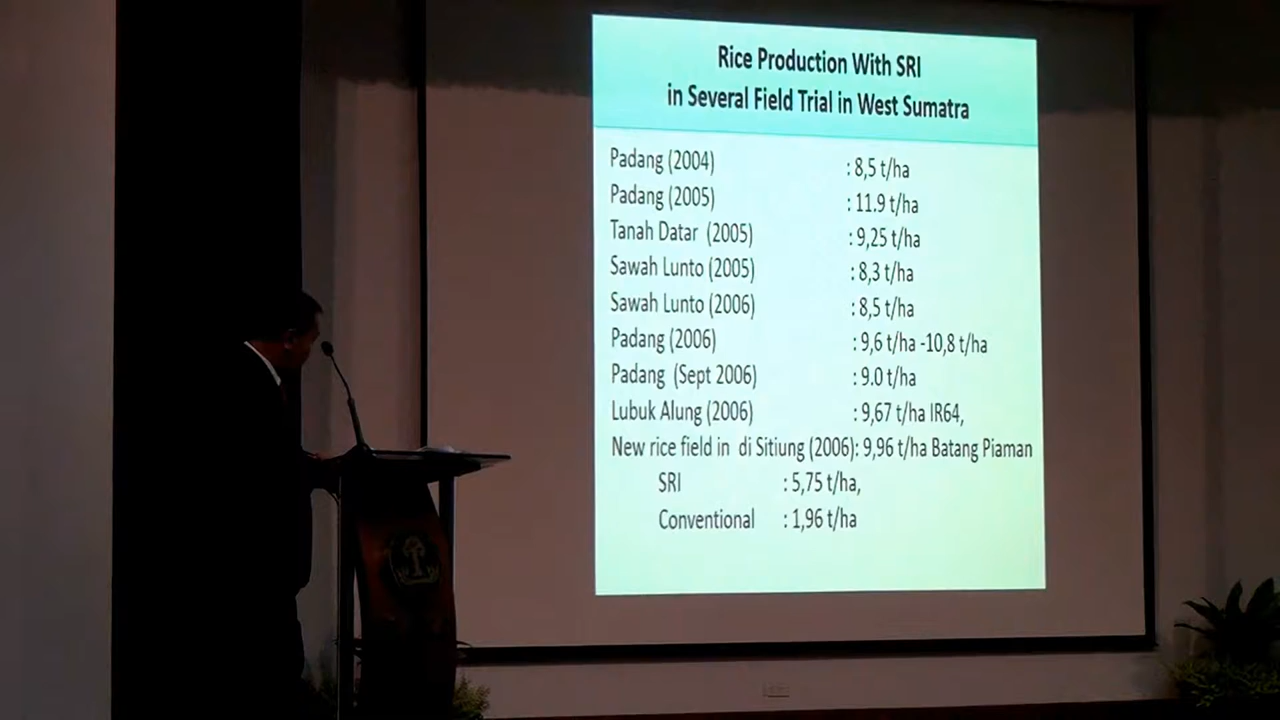 Rice Production With SRI
in Several Field Trial in West Sumatra
Padang (2004) : 8,5 t/ha
Padang (2005) : 11.9 t/ha
Tanah Datar (2005) : 9,25 t/ha
Sawah Lunto (2005) : 8,3 t/ha
Sawah Lunto (2006) : 8,5 t/ha
Padang (2006) : 9,6 t/ha -10,8 t/ha
Padang (Sept 2006) : 9.0 t/ha
Lubuk Alung (2006) : 9,67 t/ha IR64,
New rice field in di Sitiung (2006): 9,96 t/ha Batang Piaman
SRI : 5,75 t/ha,
Conventional : 1,96 t/ha